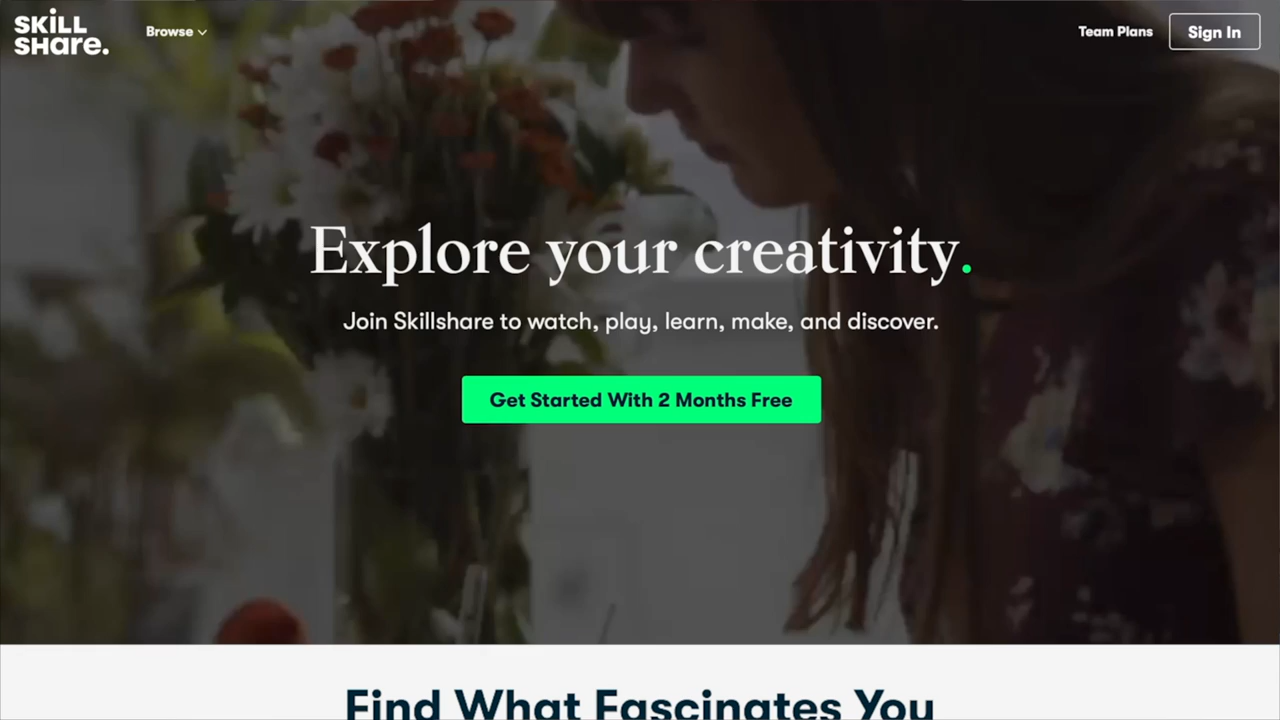 SKILL
SHare.
Browse
Team Plans
Sign In
Explore your creativity.
Join Skillshare to watch, play, learn, make, and discover.
Get Started With 2 Months Free
Find What Fascinates You